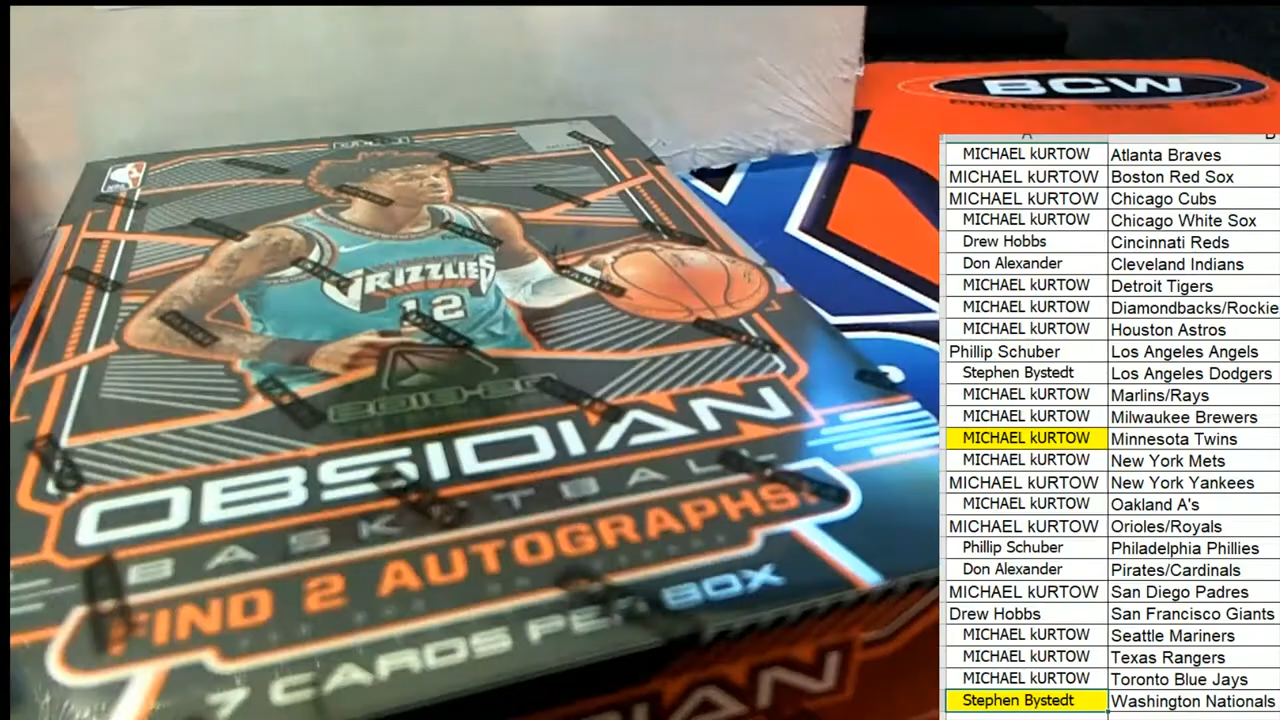 BCW
PROTECT STORE DISPLAY
GRIZZLIES
12
2019-20
OBSIDIAN
BASKETBALL
FIND 2 AUTOGRAPHS!
7 CARDS PER BOX
OBSIDIAN
MICHAEL kURTOW Atlanta Braves
MICHAEL kURTOW Boston Red Sox
MICHAEL kURTOW Chicago Cubs
MICHAEL kURTOW Chicago White Sox
Drew Hobbs Cincinnati Reds
Don Alexander Cleveland Indians
MICHAEL kURTOW Detroit Tigers
MICHAEL kURTOW Diamondbacks/Rockie
MICHAEL kURTOW Houston Astros
Phillip Schuber Los Angeles Angels
Stephen Bystedt Los Angeles Dodgers
MICHAEL kURTOW Marlins/Rays
MICHAEL kURTOW Milwaukee Brewers
MICHAEL kURTOW Minnesota Twins
MICHAEL kURTOW New York Mets
MICHAEL kURTOW New York Yankees
MICHAEL kURTOW Oakland A's
MICHAEL kURTOW Orioles/Royals
Phillip Schuber Philadelphia Phillies
Don Alexander Pirates/Cardinals
MICHAEL kURTOW San Diego Padres
Drew Hobbs San Francisco Giants
MICHAEL kURTOW Seattle Mariners
MICHAEL kURTOW Texas Rangers
MICHAEL kURTOW Toronto Blue Jays
Stephen Bystedt Washington Nationals